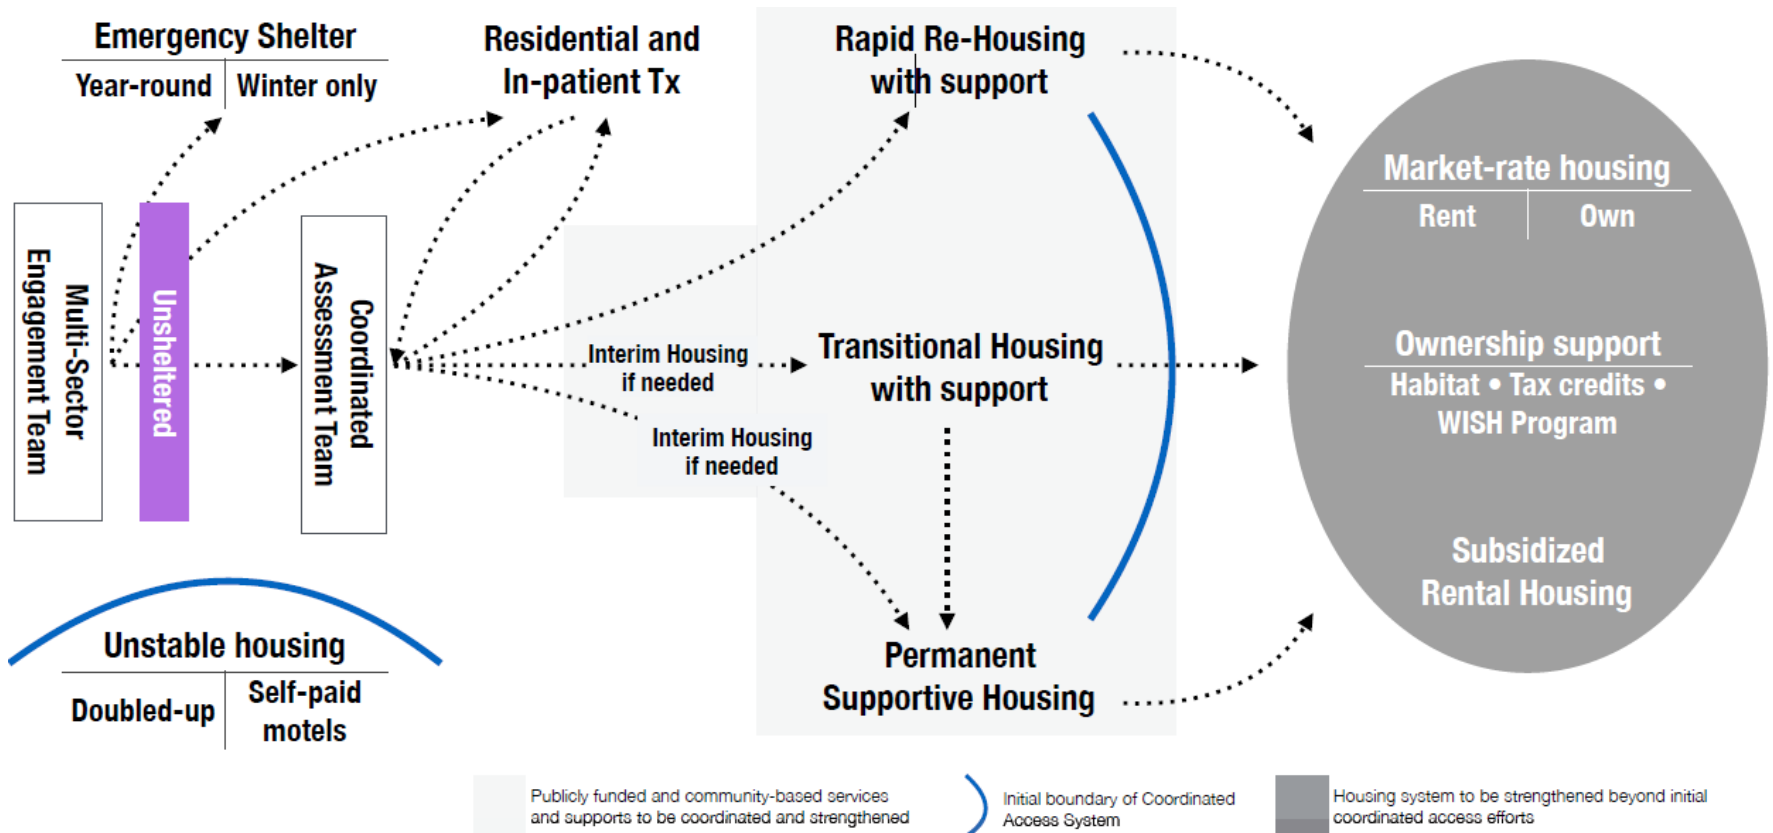 Emergency Shelter
Year-round
Winter only
Residential and
In-patient Tx
Rapid Re-Housing
with support
Multi-Sector
Engagement Team
Unsheltered
Coordinated
Assessment Team
Interim Housing
if needed
Transitional Housing
with support
Interim Housing
if needed
Permanent
Supportive Housing
Market-rate housing
Rent
Own
Ownership support
Habitat • Tax credits •
WISH Program
Subsidized
Rental Housing
Unstable housing
Doubled-up
Self-paid
motels
Publicly funded and community-based services
and supports to be coordinated and strengthened
Initial boundary of Coordinated
Access System
Housing system to be strengthened beyond initial
coordinated access efforts